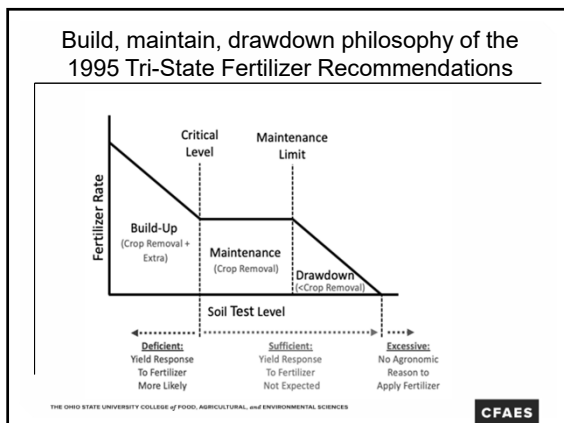 Build, maintain, drawdown philosophy of the
1995 Tri-State Fertilizer Recommendations
Critical
Level
Maintenance
Limit
Fertilizer Rate
Build-Up
(Crop Removal +
Extra)
Maintenance
(Crop Removal)
Drawdown
(<Crop Removal)
Soil Test Level
Deficient:
Yield Response
To Fertilizer
More Likely
Sufficient:
Yield Response
To Fertilizer
Not Expected
Excessive:
No Agronomic
Reason to
Apply Fertilizer
THE OHIO STATE UNIVERSITY COLLEGE of FOOD, AGRICULTURAL, and ENVIRONMENTAL SCIENCES
CFAES